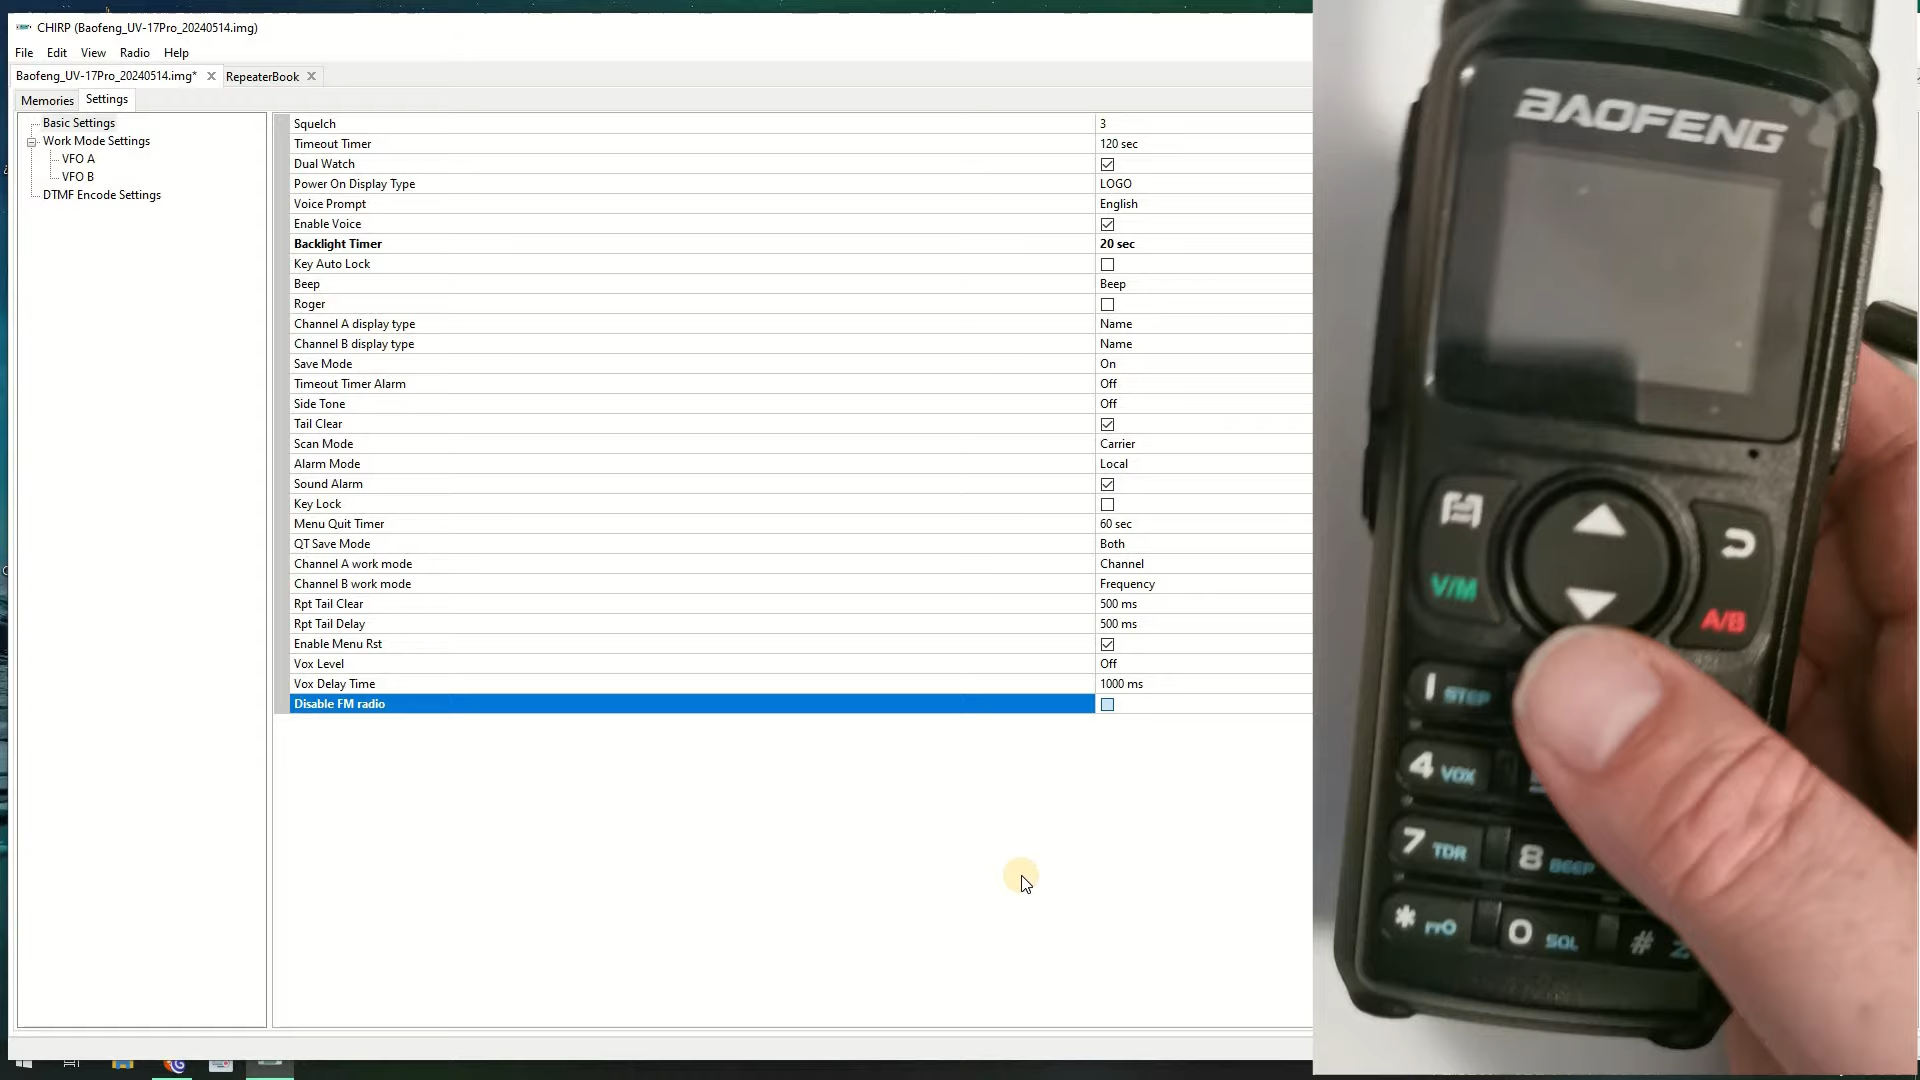 CHIRP (Baofeng_UV-17Pro_20240514.img)
File Edit View Radio Help
Baofeng_UV-17Pro_20240514.img* RepeaterBook
Memories Settings
Basic Settings
Work Mode Settings
VFO A
VFO B
DTMF Encode Settings
Squelch 3
Timeout Timer 120 sec
Dual Watch
Power On Display Type LOGO
Voice Prompt English
Enable Voice
Backlight Timer 20 sec
Key Auto Lock
Beep Beep
Roger
Channel A display type Name
Channel B display type Name
Save Mode On
Timeout Timer Alarm Off
Side Tone Off
Tail Clear
Scan Mode Carrier
Alarm Mode Local
Sound Alarm
Key Lock
Menu Quit Timer 60 sec
QT Save Mode Both
Channel A work mode Channel
Channel B work mode Frequency
Rpt Tail Clear 500 ms
Rpt Tail Delay 500 ms
Enable Menu Rst
Vox Level Off
Vox Delay Time 1000 ms
Disable FM radio
BAOFENG
V/M A/B
1 STEP
4 VOX
7 TDR 8 BEEP
* 0 SQL #